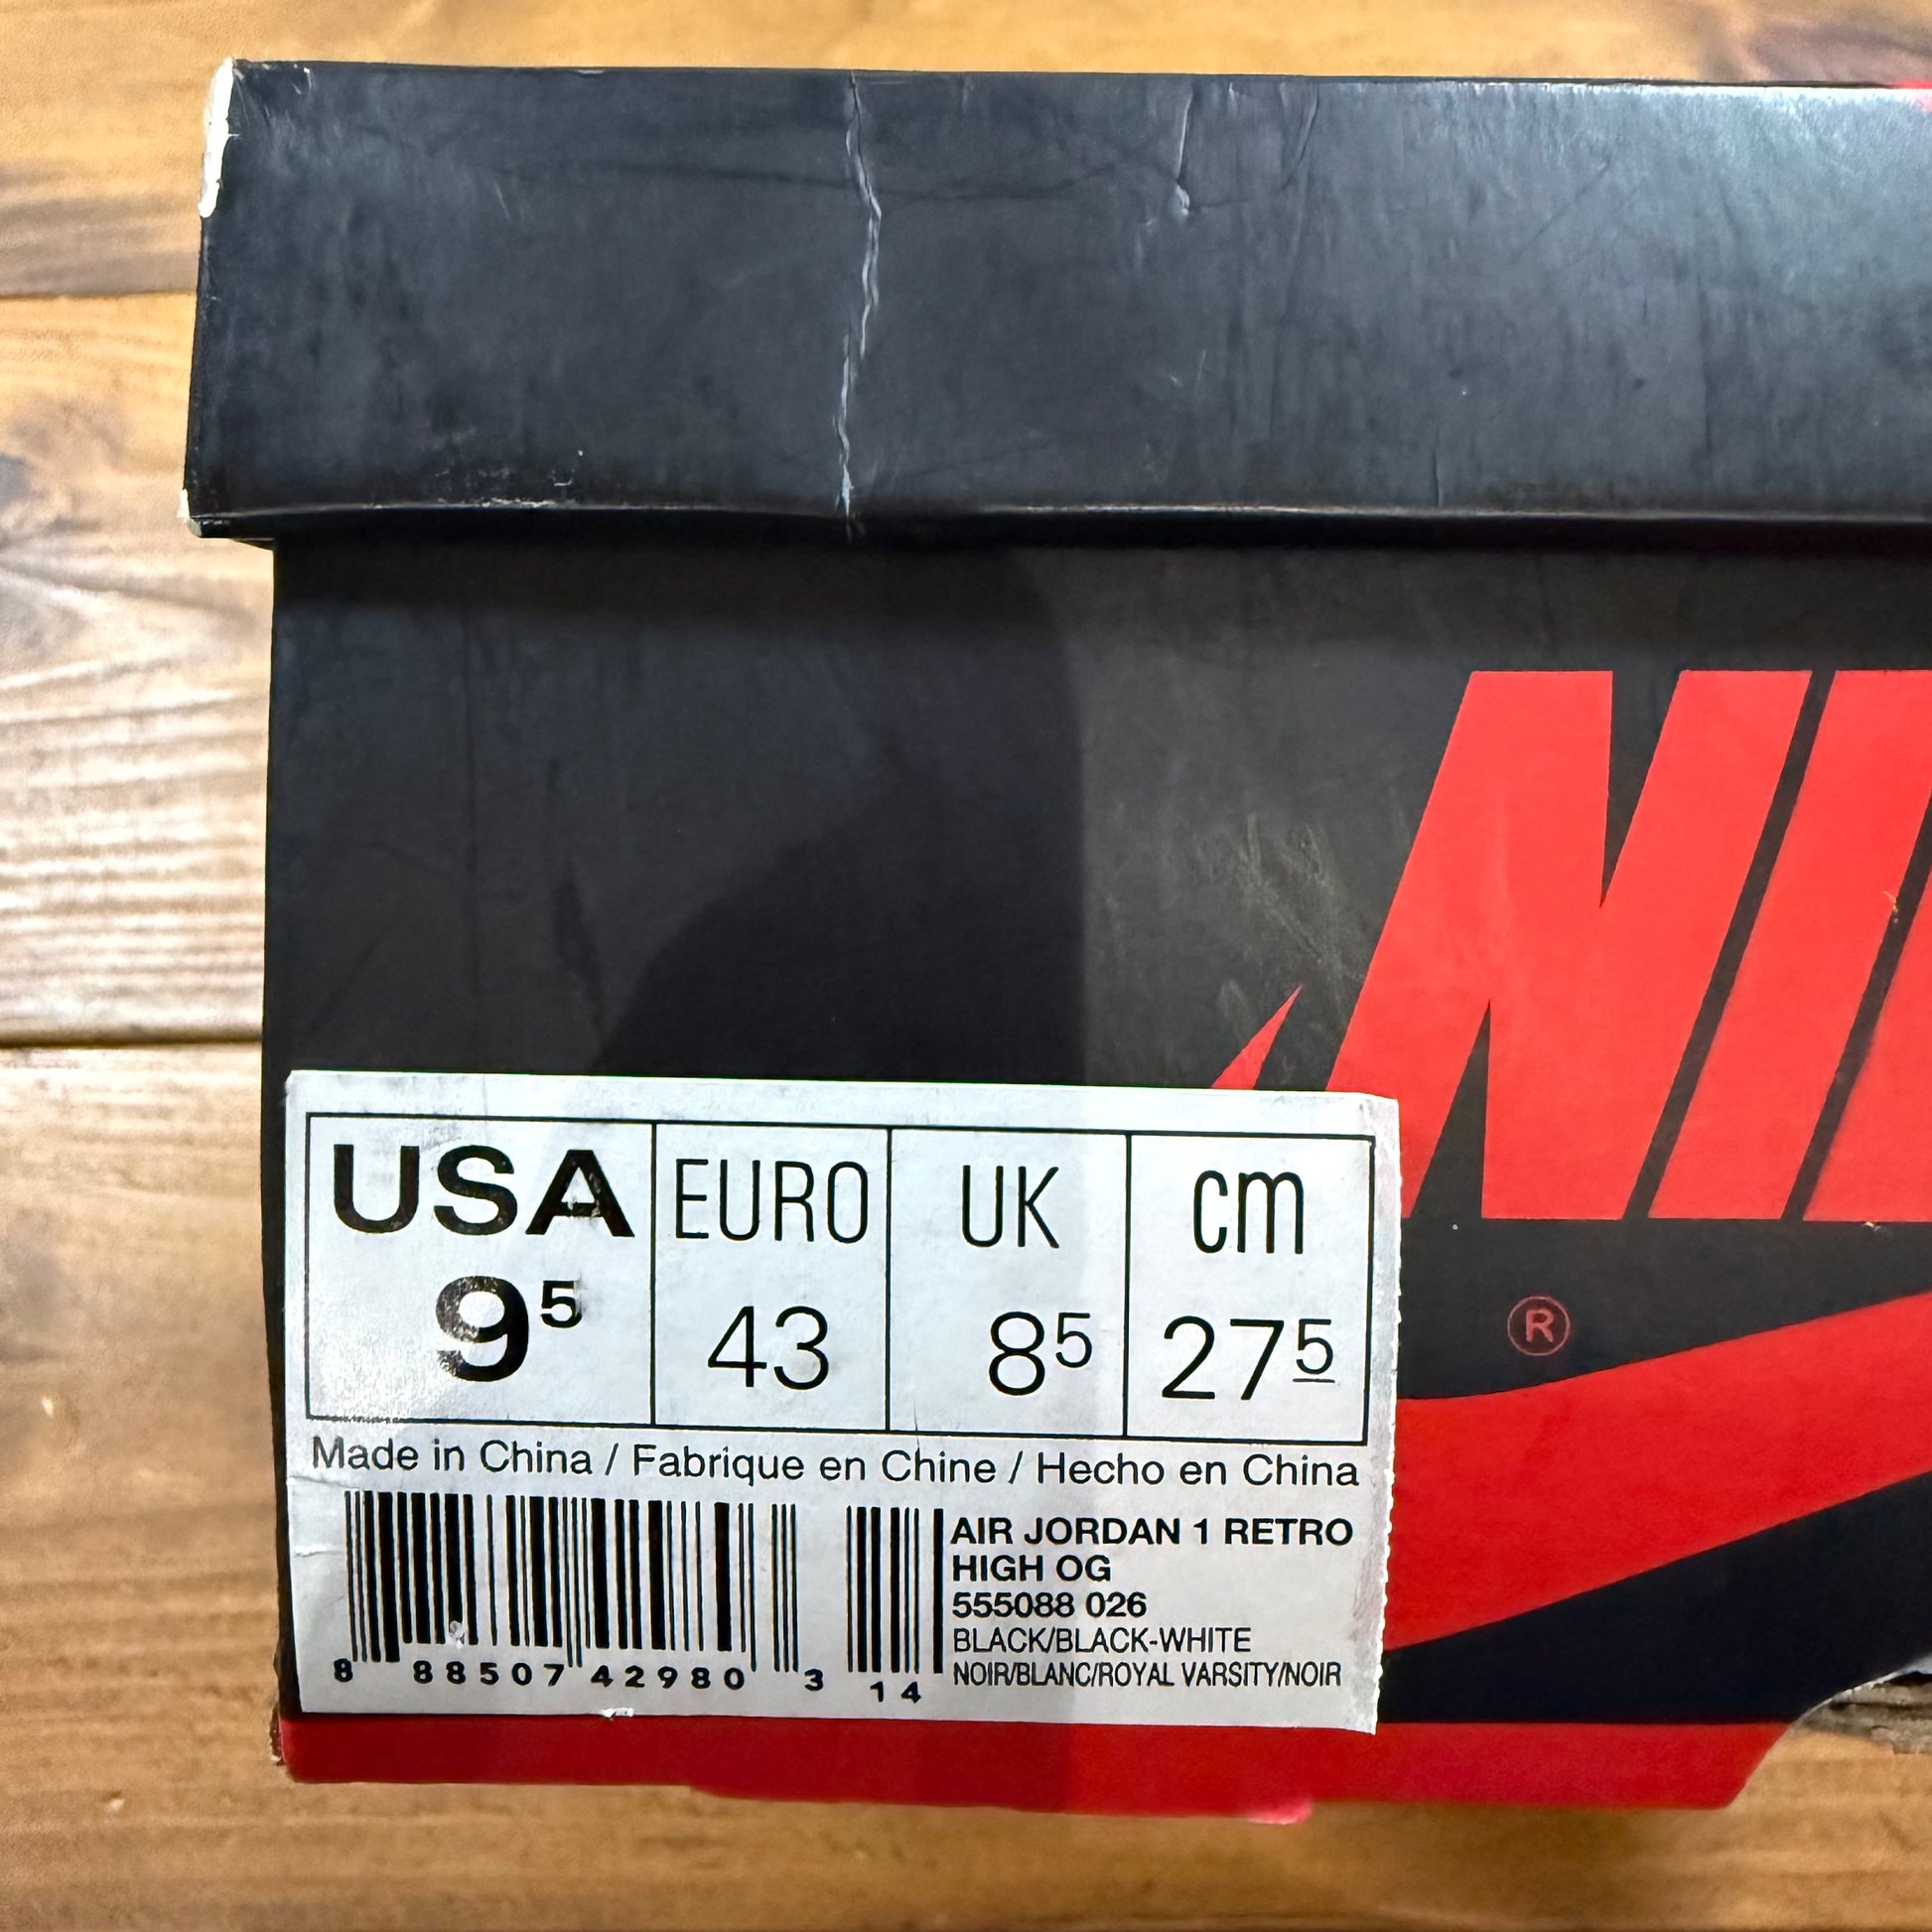 NI
®
USA EURO UK cm
9⁵ 43 8⁵ 27⁵
Made in China / Fabrique en Chine / Hecho en China
AIR JORDAN 1 RETRO
HIGH OG
555088 026
BLACK/BLACK-WHITE
NOIR/BLANC/ROYAL VARSITY/NOIR
8 88507 42980 3 14